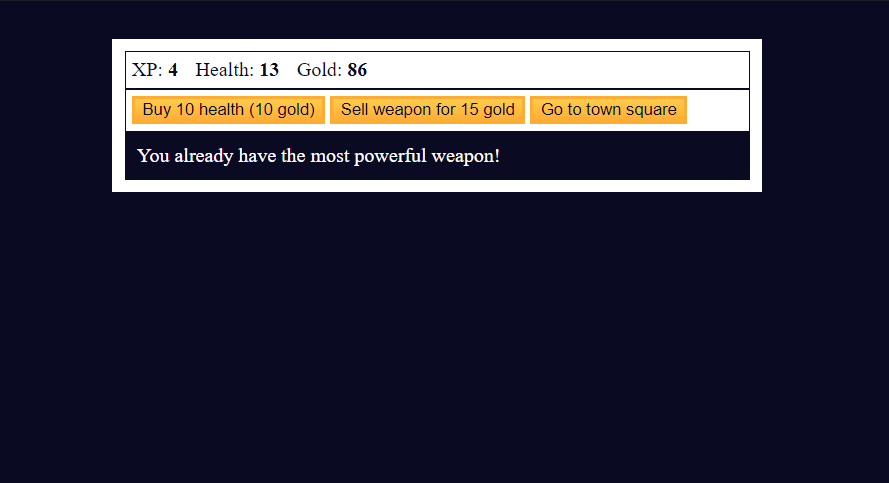 XP: 4 Health: 13 Gold: 86
Buy 10 health (10 gold) Sell weapon for 15 gold Go to town square
You already have the most powerful weapon!